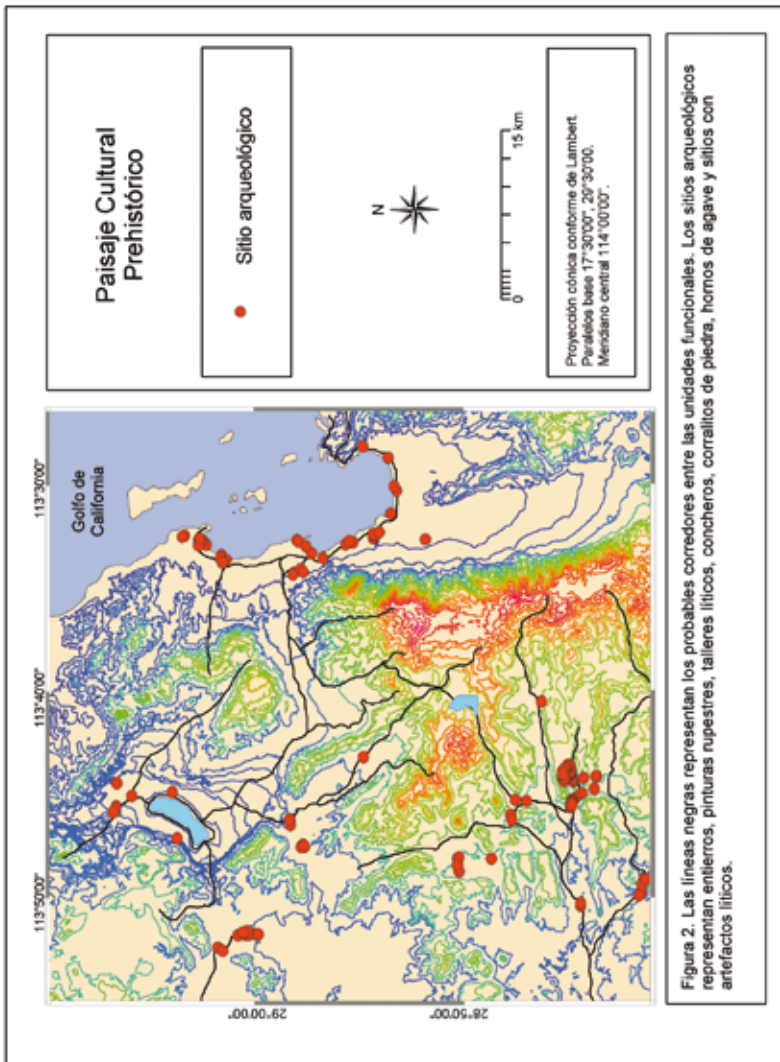 Golfo de
California
113°50'00"
113°40'00"
113°30'00"
29°00'00"
28°50'00"
Paisaje Cultural
Prehistórico
Sitio arqueológico
N
0
15 km
Proyección cónica conforme de Lambert.
Paralelos base 17°30'00", 29°30'00.
Meridiano central 114°00'00".
Figura 2. Las líneas negras representan los probables corredores entre las unidades funcionales. Los sitios arqueológicos
representan entierros, pinturas rupestres, talleres líticos, concheros, corralitos de piedra, hornos de agave y sitios con
artefactos líticos.